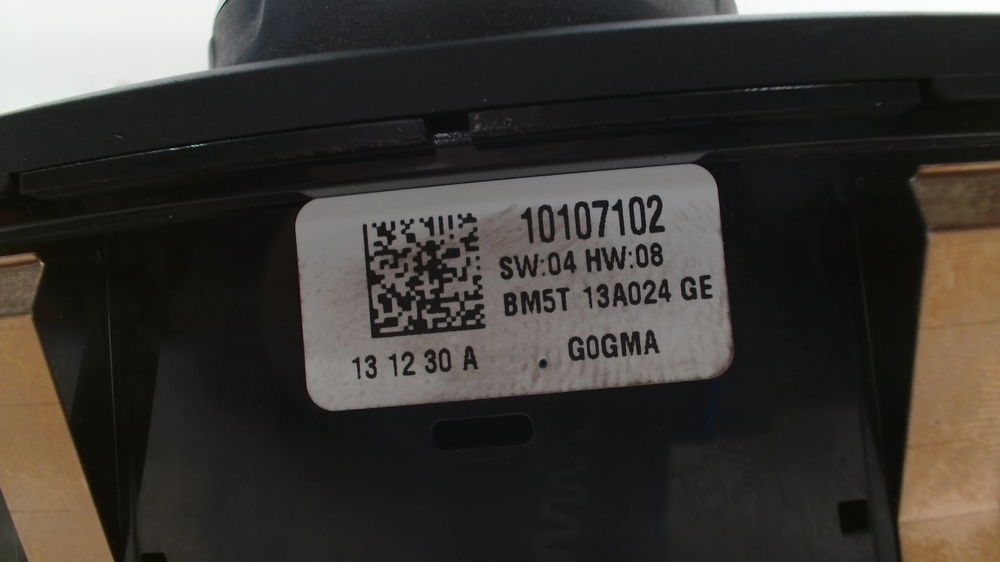 10107102
SW:04 HW:08
BM5T 13A024 GE
13 12 30 A
G0GMA